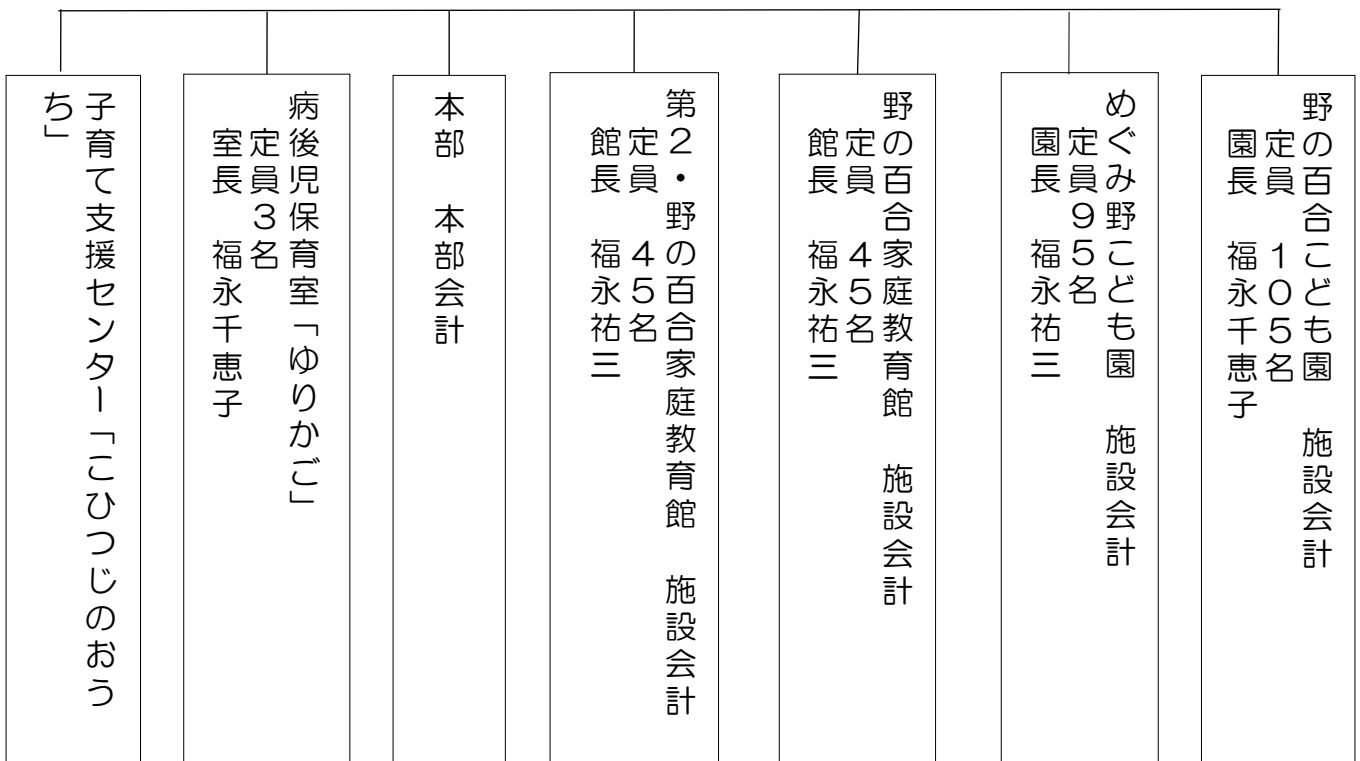 野の百合こども園　施設会計
定員　１０５名
園長　福永千恵子
めぐみ野こども園　施設会計
定員９５名
園長　福永祐三
野の百合家庭教育館　施設会計
定員　４５名
館長　福永祐三
第２・野の百合家庭教育館　施設会計
定員　４５名
館長　福永祐三
本部　本部会計
病後児保育室「ゆりかご」
定員３名
室長　福永千恵子
子育て支援センター「こひつじのおう
ち」